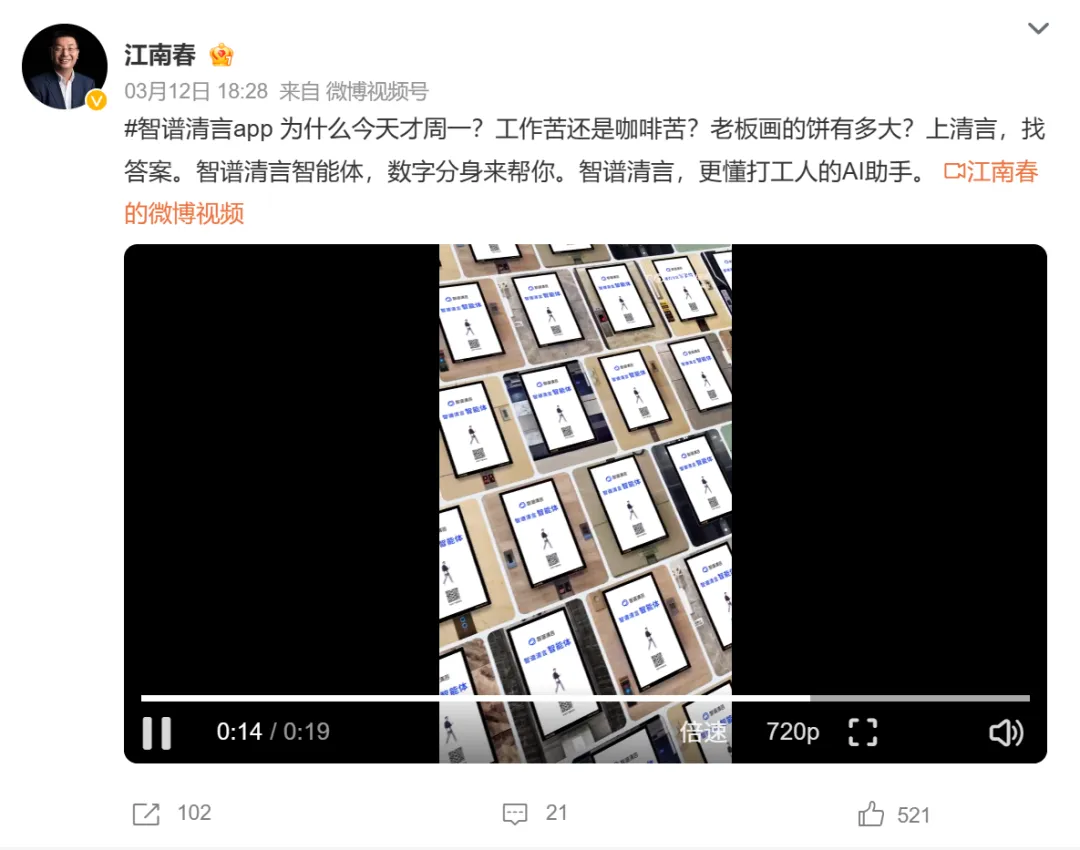 江南春
03月12日 18:28 来自 微博视频号
#智谱清言app 为什么今天才周一？工作苦还是咖啡苦？老板画的饼有多大？上清言，找
答案。智谱清言智能体，数字分身来帮你。智谱清言，更懂打工人的AI助手。 江南春
的微博视频
智谱清言
智谱清言 智能体
0:14 / 0:19
倍速
720p
102
21
521